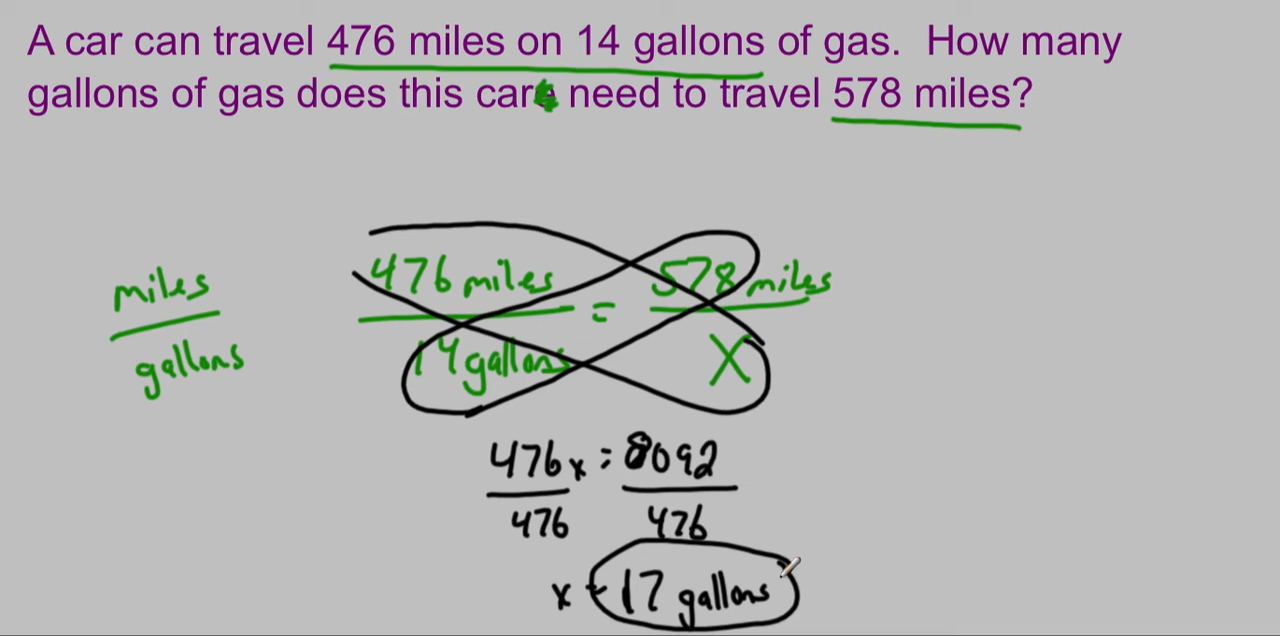 A car can travel 476 miles on 14 gallons of gas. How many
gallons of gas does this car need to travel 578 miles?
miles
gallons
476 miles = 578 miles
14 gallons X
476x = 8092
476 476
x = 17 gallons